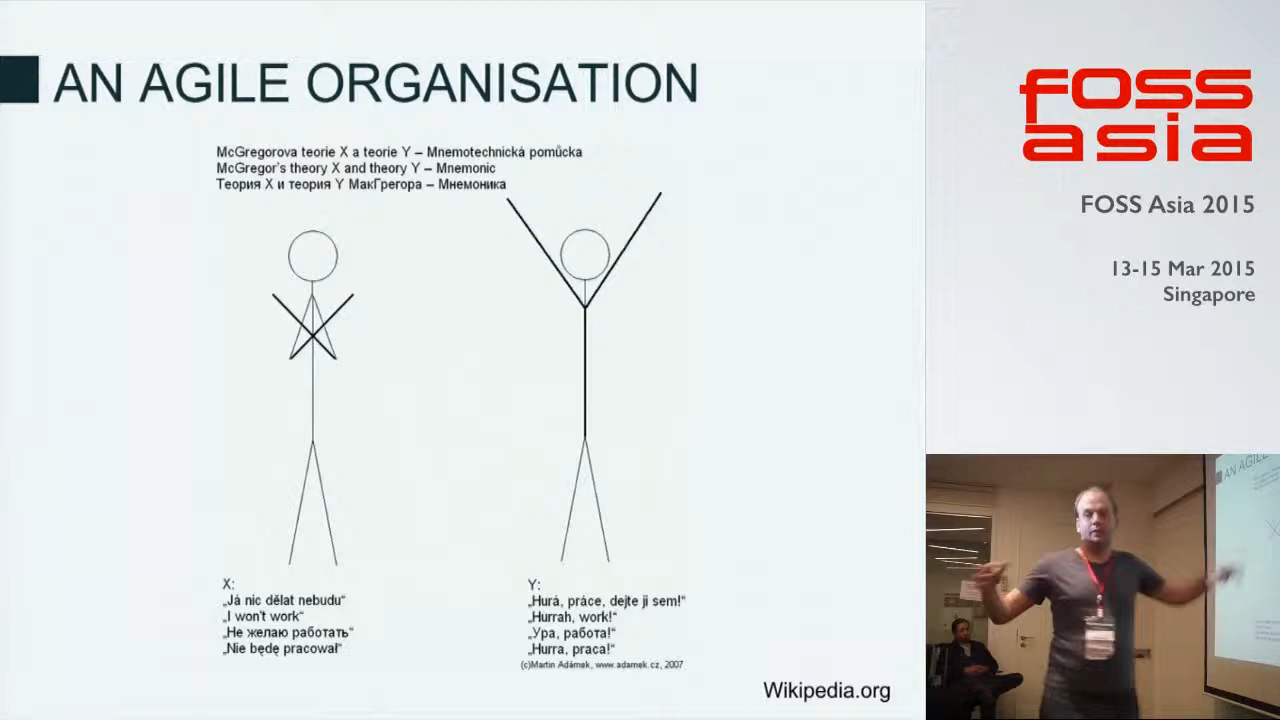 AN AGILE ORGANISATION
McGregorova teorie X a teorie Y – Mnemotechnická pomůcka
McGregor's theory X and theory Y – Mnemonic
Теория X и теория Y МакГрегора – Мнемоника
X:
„Já nic dělat nebudu“
„I won't work“
„Не желаю работать“
„Nie będę pracował“
Y:
„Hurá, práce, dejte ji sem!“
„Hurrah, work!“
„Ура, работа!“
„Hurra, praca!“
(c)Martin Adámek, www.adamek.cz, 2007
Wikipedia.org
FOSS
asia
FOSS Asia 2015
13-15 Mar 2015
Singapore
AN AGILE